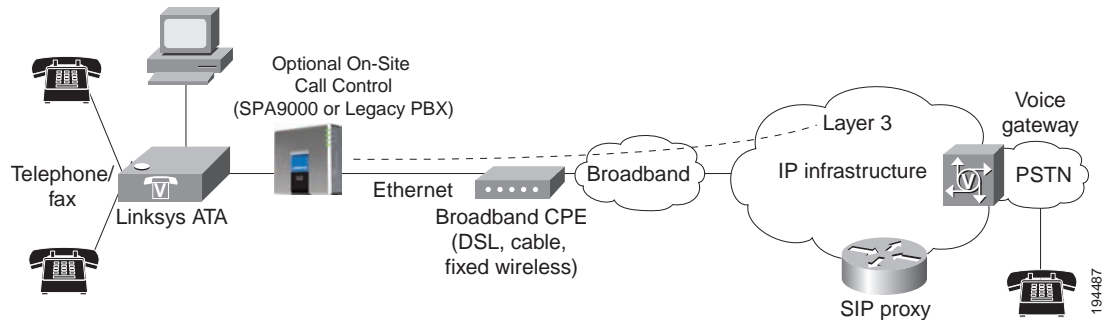 Optional On-Site
Call Control
(SPA9000 or Legacy PBX)
Telephone/
fax
V
Linksys ATA
Ethernet
Broadband CPE
(DSL, cable,
fixed wireless)
Broadband
Layer 3
IP infrastructure
Voice
gateway
V
PSTN
SIP proxy
194487